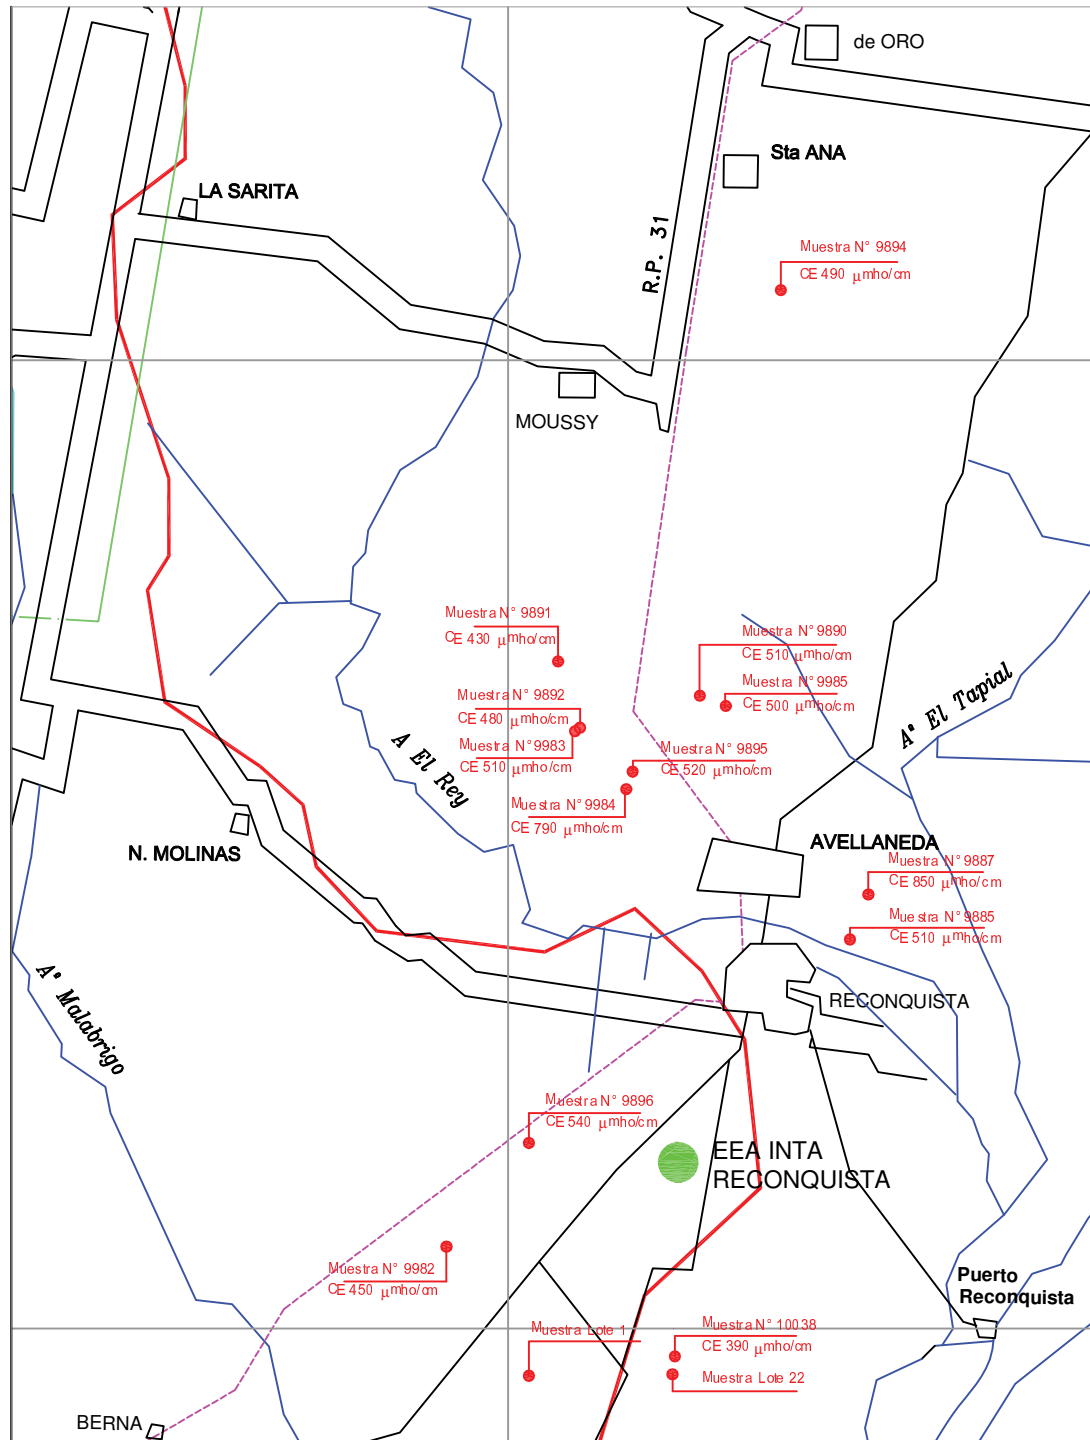 de ORO
Sta ANA
LA SARITA
R.P. 31
Muestra N° 9894
CE 490 µmho/cm
MOUSSY
Muestra N° 9891
CE 430 µmho/cm
Muestra N° 9890
CE 510 µmho/cm
Muestra N° 9985
CE 500 µmho/cm
A° El Tapial
Muestra N° 9892
CE 480 µmho/cm
Muestra N°9983
CE 510 µmho/cm
A El Rey
Muestra N° 9895
CE 520 µmho/cm
Muestra N° 9984
CE 790 µmho/cm
N. MOLINAS
AVELLANEDA
Muestra N° 9887
CE 850 µmho/cm
Muestra N° 9885
CE 510 µmho/cm
A° Malabrigo
RECONQUISTA
Muestra N° 9896
CE 540 µmho/cm
EEA INTA
RECONQUISTA
Muestra N° 9982
CE 450 µmho/cm
Puerto
Reconquista
Muestra Lote 1
Muestra N° 10038
CE 390 µmho/cm
Muestra Lote 22
BERNA